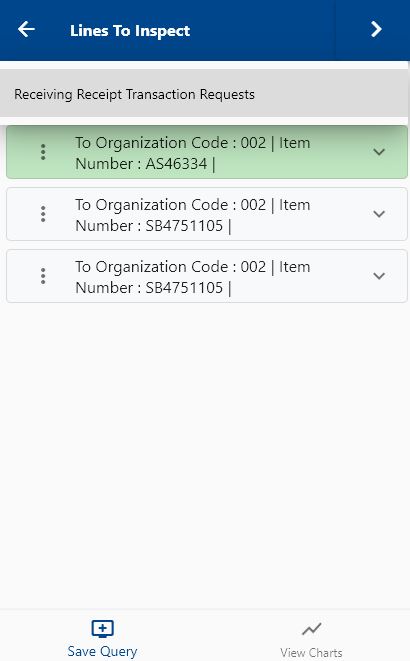 Lines To Inspect
Receiving Receipt Transaction Requests
To Organization Code : 002 | Item
Number : AS46334 |
To Organization Code : 002 | Item
Number : SB4751105 |
To Organization Code : 002 | Item
Number : SB4751105 |
Save Query
View Charts